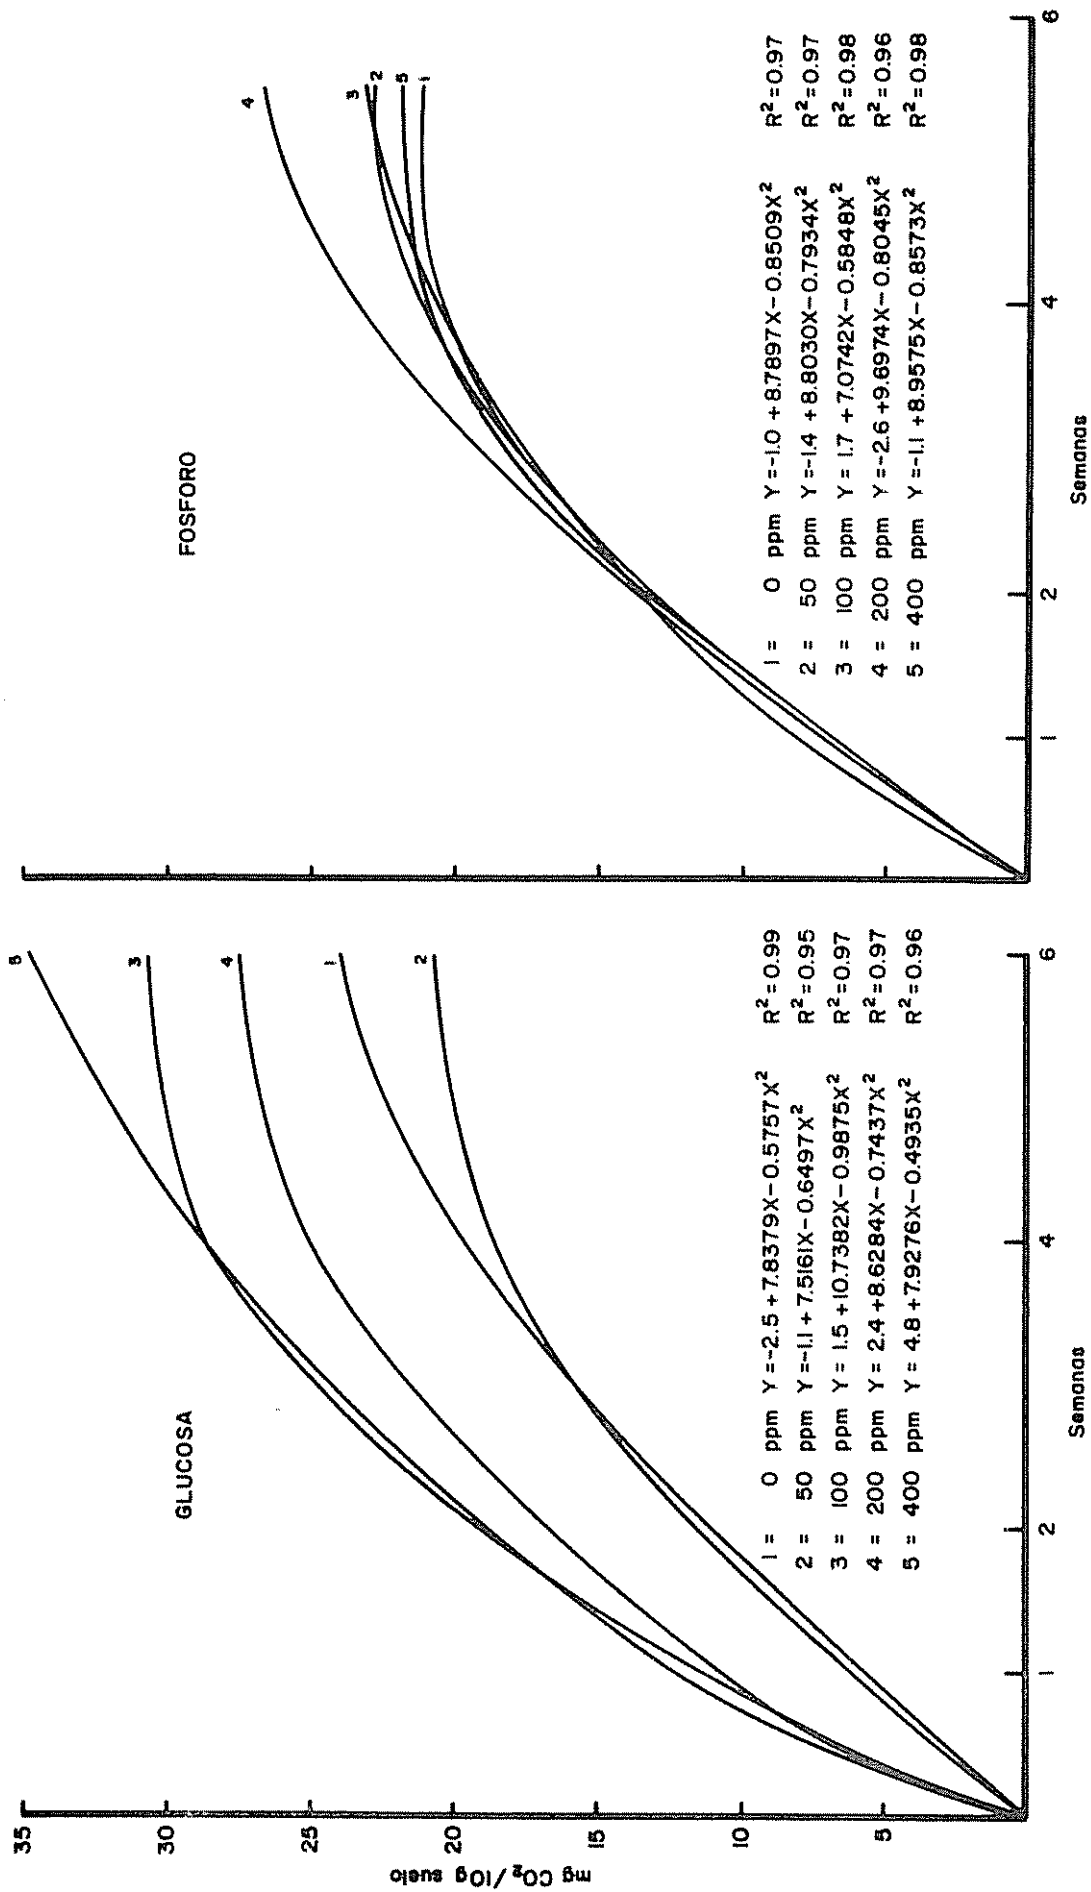 GLUCOSA
mg CO₂/10g suelo
35
30
25
20
15
10
5
5
3
4
1
2
1 = 0 ppm Y =-2.5 +7.8379X-0.5757X² R²=0.99
2 = 50 ppm Y =-1.1 +7.5161X-0.6497X² R²=0.95
3 = 100 ppm Y = 1.5 +10.7382X-0.9875X² R²=0.97
4 = 200 ppm Y = 2.4 +8.6284X-0.7437X² R²=0.97
5 = 400 ppm Y = 4.8 +7.9276X-0.4935X² R²=0.96
1
2
4
6
Semanas
FOSFORO
4
3
2
5
1
1 = 0 ppm Y =-1.0 +8.7897X-0.8509X² R²=0.97
2 = 50 ppm Y =-1.4 +8.8030X-0.7934X² R²=0.97
3 = 100 ppm Y = 1.7 +7.0742X-0.5848X² R²=0.98
4 = 200 ppm Y =-2.6 +9.6974X-0.8045X² R²=0.96
5 = 400 ppm Y =-1.1 +8.9575X-0.8573X² R²=0.98
1
2
4
6
Semanas